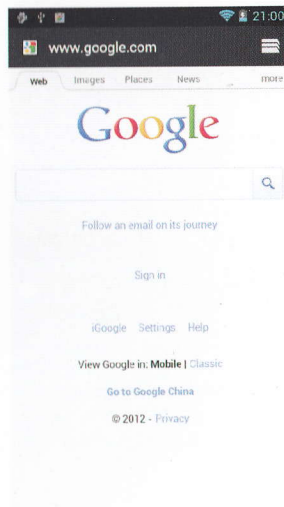 21:00
www.google.com
Web Images Places News more
Google
Follow an email on its journey
Sign in
iGoogle Settings Help
View Google in: Mobile | Classic
Go to Google China
© 2012 - Privacy